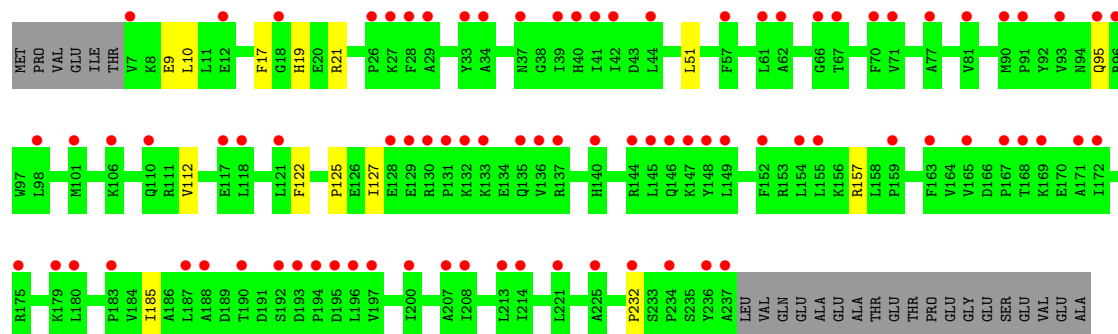 MET PRO VAL GLU ILE THR V7 K8 E9 L10 L11 E12 F17 G18 H19 E20 R21 P26 K27 F28 A29 Y33 A34 N37 G38 I39 H40 I41 I42 D43 L44 L51 F57 L61 A62 G66 T67 F70 V71 A77 V81 M90 P91 Y92 V93 N94 Q95 R96
W97 L98 M101 K106 Q110 R111 V112 E117 L118 L121 F122 P125 E126 I127 E128 E129 R130 P131 K132 K133 E134 Q135 V136 R137 H140 R144 L145 Q146 K147 Y148 L149 F152 R153 L154 L155 K156 R157 L158 P159 F163 V164 V165 D166 P167 T168 K169 E170 A171 I172
R175 K179 L180 P183 V184 I185 A186 L187 A188 D189 T190 D191 S192 D193 P194 D195 L196 V197 I200 A207 I208 L213 I214 L221 A225 P232 S233 P234 S235 Y236 A237 LEU VAL GLN GLU ALA GLU ALA THR GLU THR PRO GLU GLY GLU SER GLU VAL GLU ALA